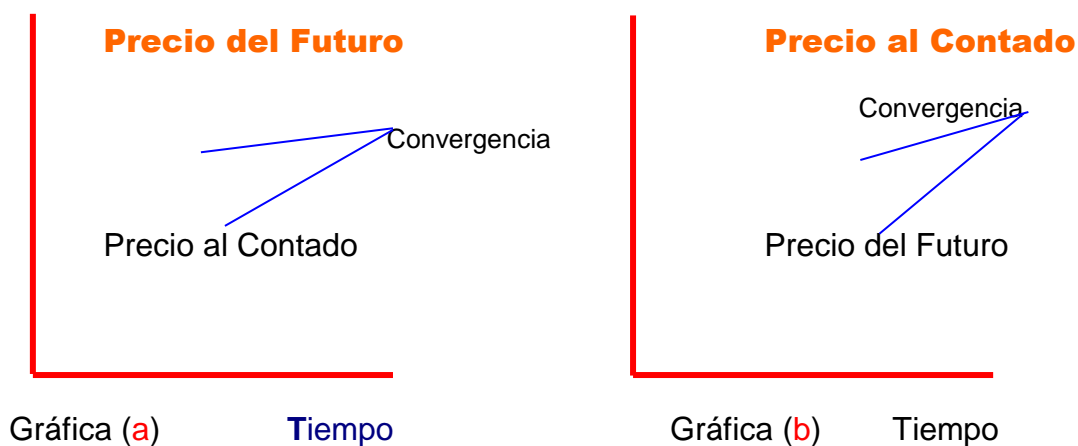 Precio del Futuro
Convergencia
Precio al Contado
Gráfica (a) Tiempo
Precio al Contado
Convergencia
Precio del Futuro
Gráfica (b) Tiempo